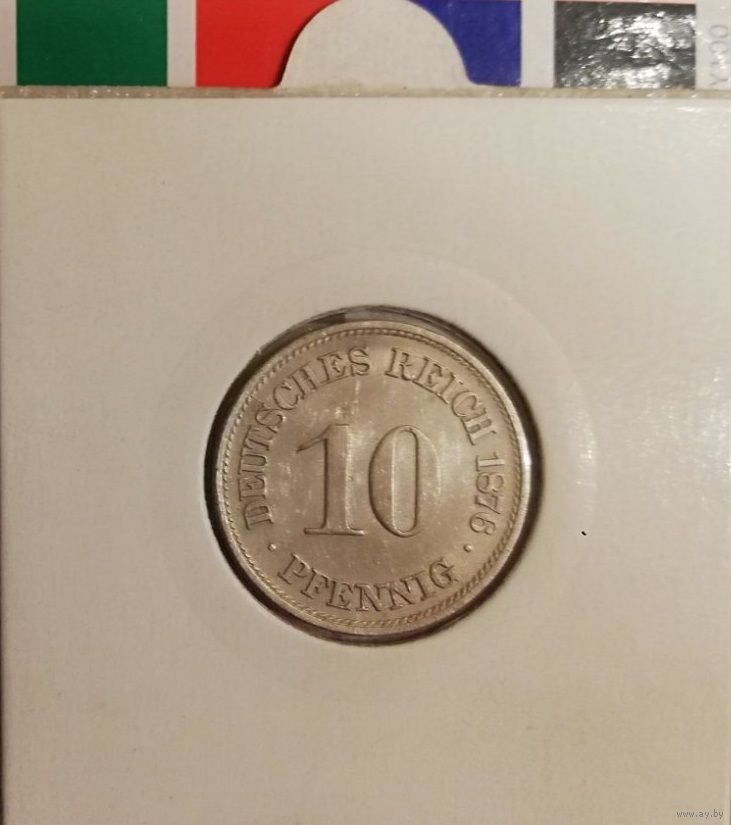 DEUTSCHES REICH 1876
10
· PFENNIG ·
www.ay.by